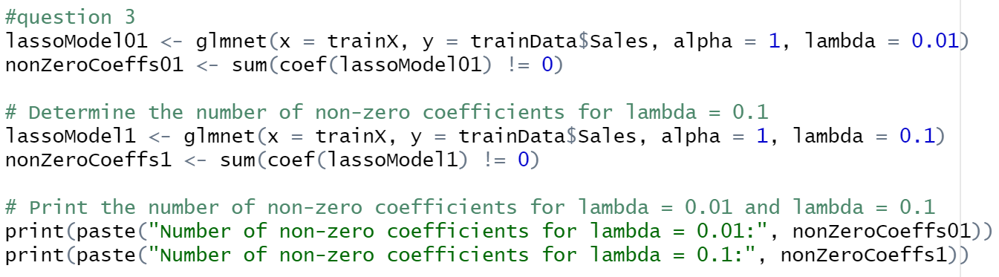 #question 3
lassoModel01 <- glmnet(x = trainX, y = trainData$Sales, alpha = 1, lambda = 0.01)
nonZeroCoeffs01 <- sum(coef(lassoModel01) != 0)
# Determine the number of non-zero coefficients for lambda = 0.1
lassoModel1 <- glmnet(x = trainX, y = trainData$Sales, alpha = 1, lambda = 0.1)
nonZeroCoeffs1 <- sum(coef(lassoModel1) != 0)
# Print the number of non-zero coefficients for lambda = 0.01 and lambda = 0.1
print(paste("Number of non-zero coefficients for lambda = 0.01:", nonZeroCoeffs01))
print(paste("Number of non-zero coefficients for lambda = 0.1:", nonZeroCoeffs1))